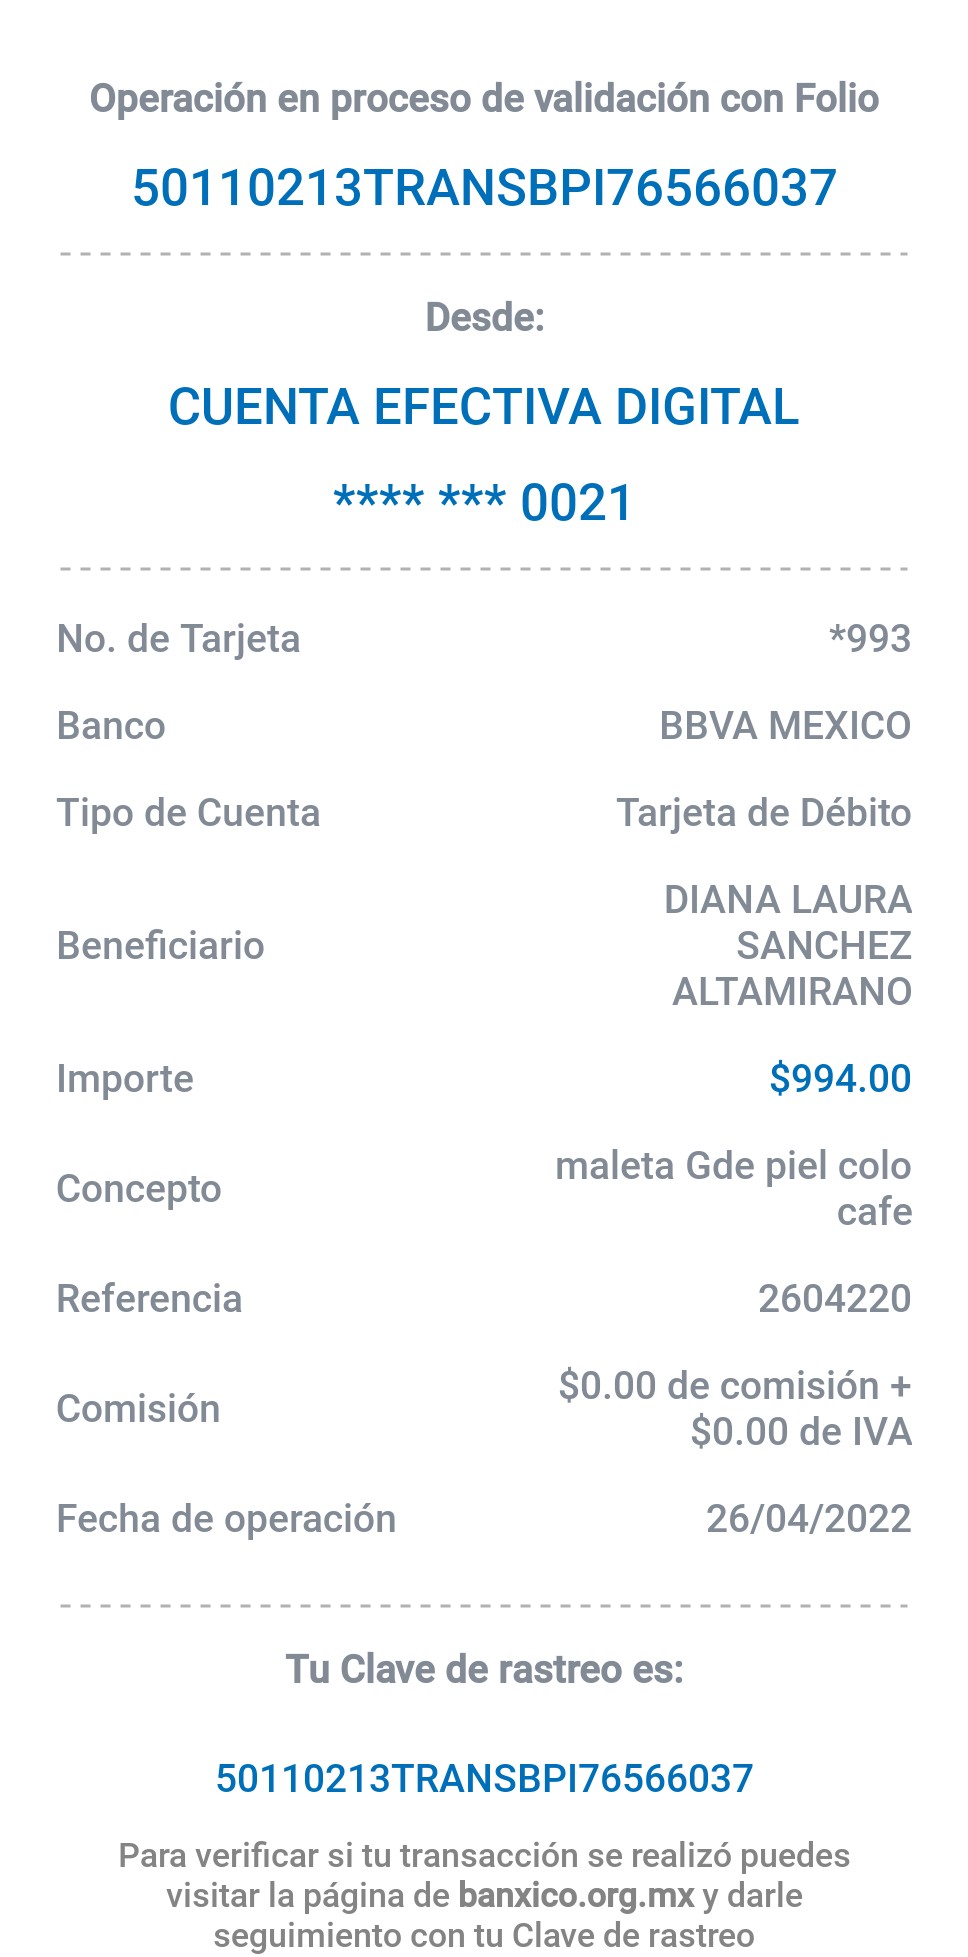 Operación en proceso de validación con Folio
50110213TRANSBPI76566037
Desde:
CUENTA EFECTIVA DIGITAL
**** *** 0021
No. de Tarjeta *993
Banco BBVA MEXICO
Tipo de Cuenta Tarjeta de Débito
Beneficiario DIANA LAURA
SANCHEZ
ALTAMIRANO
Importe $994.00
Concepto maleta Gde piel colo
cafe
Referencia 2604220
Comisión $0.00 de comisión +
$0.00 de IVA
Fecha de operación 26/04/2022
Tu Clave de rastreo es:
50110213TRANSBPI76566037
Para verificar si tu transacción se realizó puedes
visitar la página de banxico.org.mx y darle
seguimiento con tu Clave de rastreo